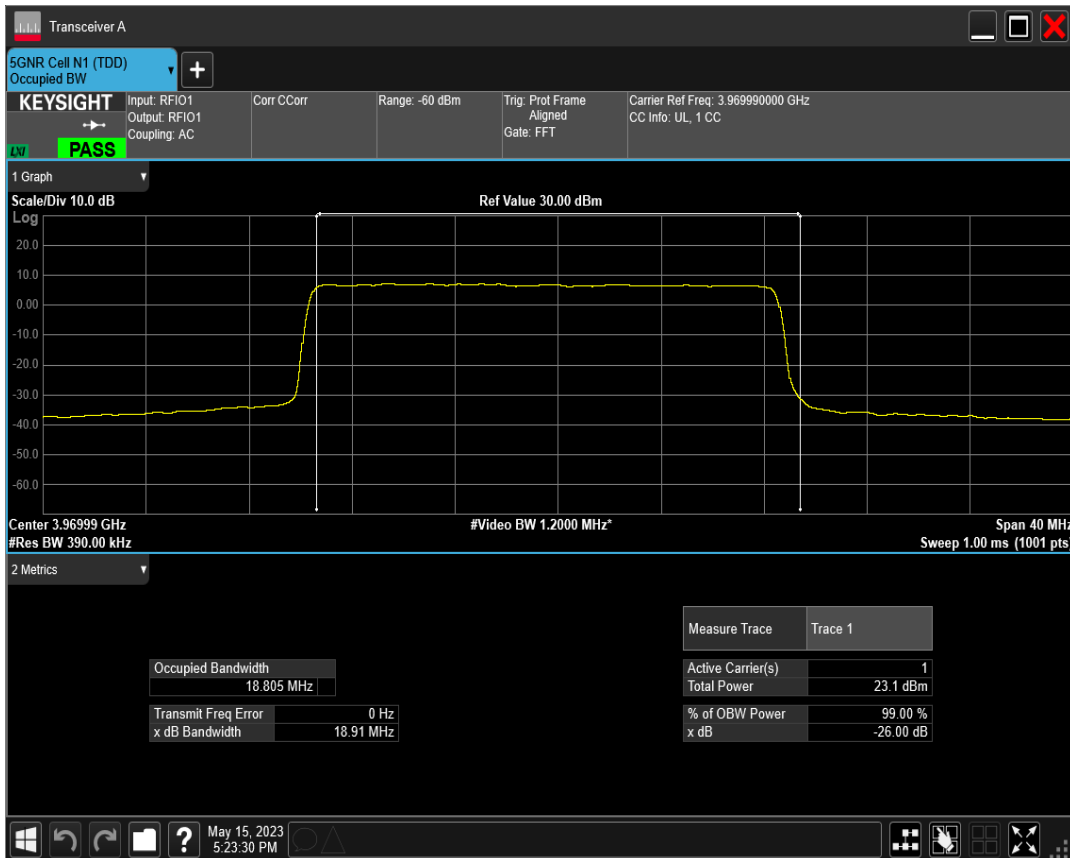 Transceiver A
5GNR Cell N1 (TDD)
Occupied BW
+
KEYSIGHT
LXI
PASS
Input: RFIO1
Output: RFIO1
Coupling: AC
Corr CCorr
Range: -60 dBm
Trig: Prot Frame
Aligned
Gate: FFT
Carrier Ref Freq: 3.969990000 GHz
CC Info: UL, 1 CC
1 Graph
Scale/Div 10.0 dB
Ref Value 30.00 dBm
Log
20.0
10.0
0.00
-10.0
-20.0
-30.0
-40.0
-50.0
-60.0
Center 3.96999 GHz
#Video BW 1.2000 MHz*
Span 40 MHz
#Res BW 390.00 kHz
Sweep 1.00 ms (1001 pts)
2 Metrics
Measure Trace Trace 1
Occupied Bandwidth
18.805 MHz
Active Carrier(s) 1
Total Power 23.1 dBm
Transmit Freq Error 0 Hz
x dB Bandwidth 18.91 MHz
% of OBW Power 99.00 %
x dB -26.00 dB
?
May 15, 2023
5:23:30 PM